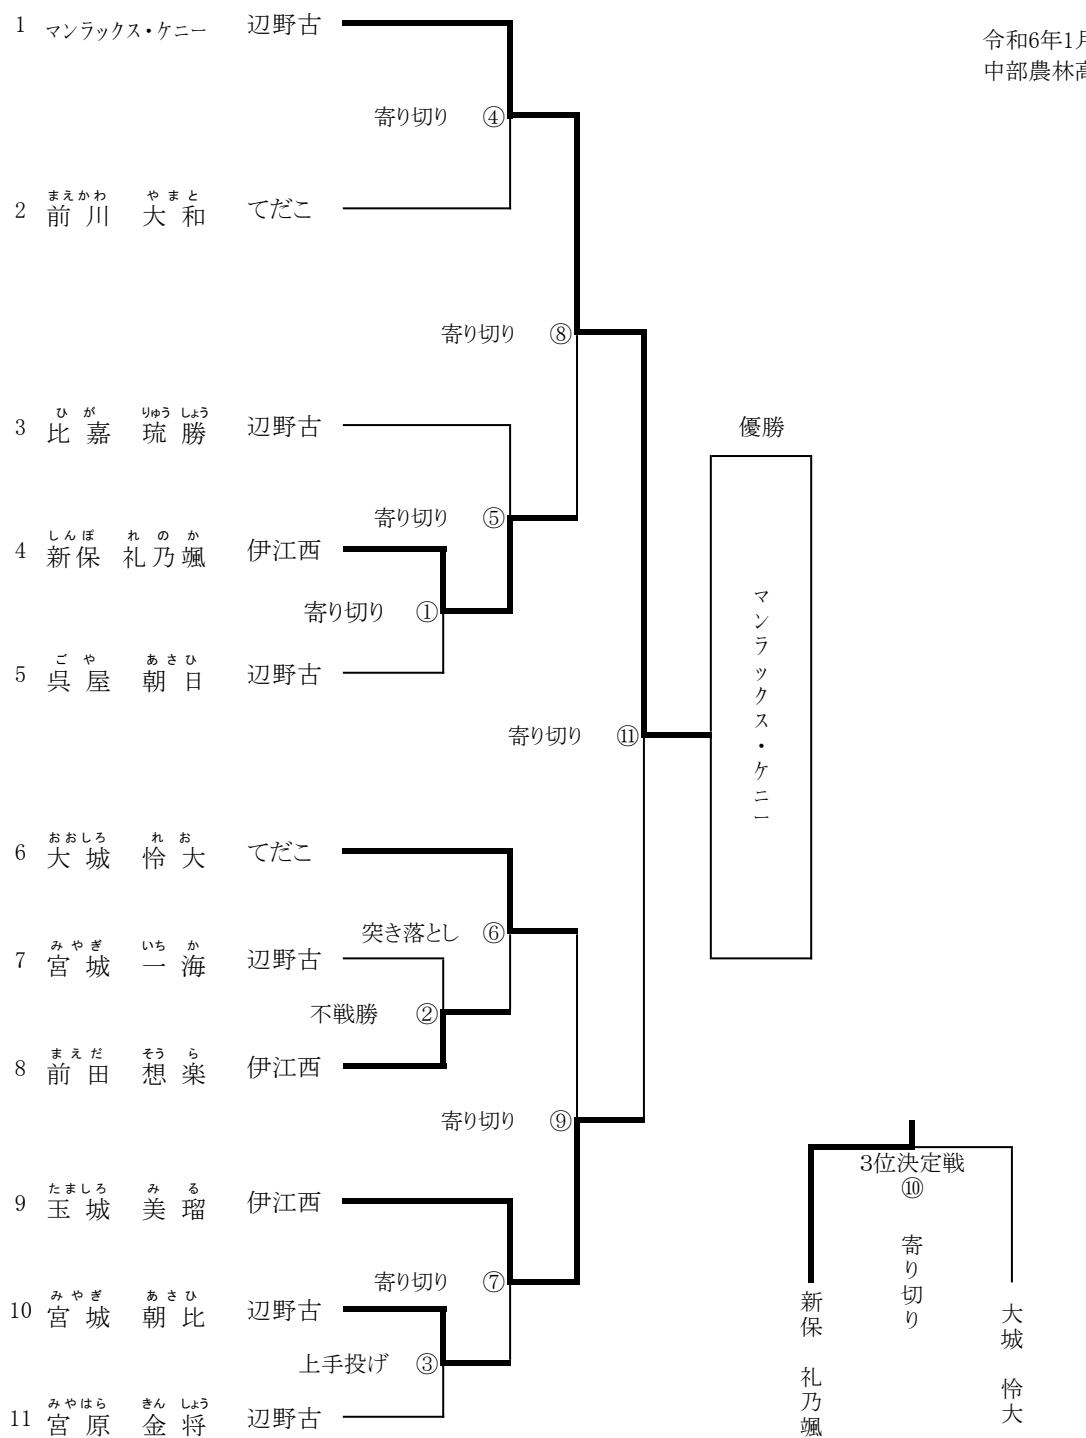 1 マンラックス・ケニー 辺野古
令和6年1月
中部農林高
寄り切り ④
まえかわ やまと
2 前川 大和 てだこ
寄り切り ⑧
ひが りゅうしょう
3 比嘉 琉勝 辺野古
優勝
寄り切り ⑤
しんぽ れのか
4 新保 礼乃颯 伊江西
寄り切り ①
ごや あさひ
5 呉屋 朝日 辺野古
マンラックス・ケニー
寄り切り ⑪
おおしろ れお
6 大城 怜大 てだこ
突き落とし ⑥
みやぎ いちか
7 宮城 一海 辺野古
不戦勝 ②
まえだ そうら
8 前田 想楽 伊江西
寄り切り ⑨
たましろ みる
9 玉城 美瑠 伊江西
寄り切り ⑦
みやぎ あさひ
10 宮城 朝比 辺野古
上手投げ ③
みやはら きんしょう
11 宮原 金将 辺野古
3位決定戦
⑩
寄り切り
新保 礼乃颯
大城 怜大